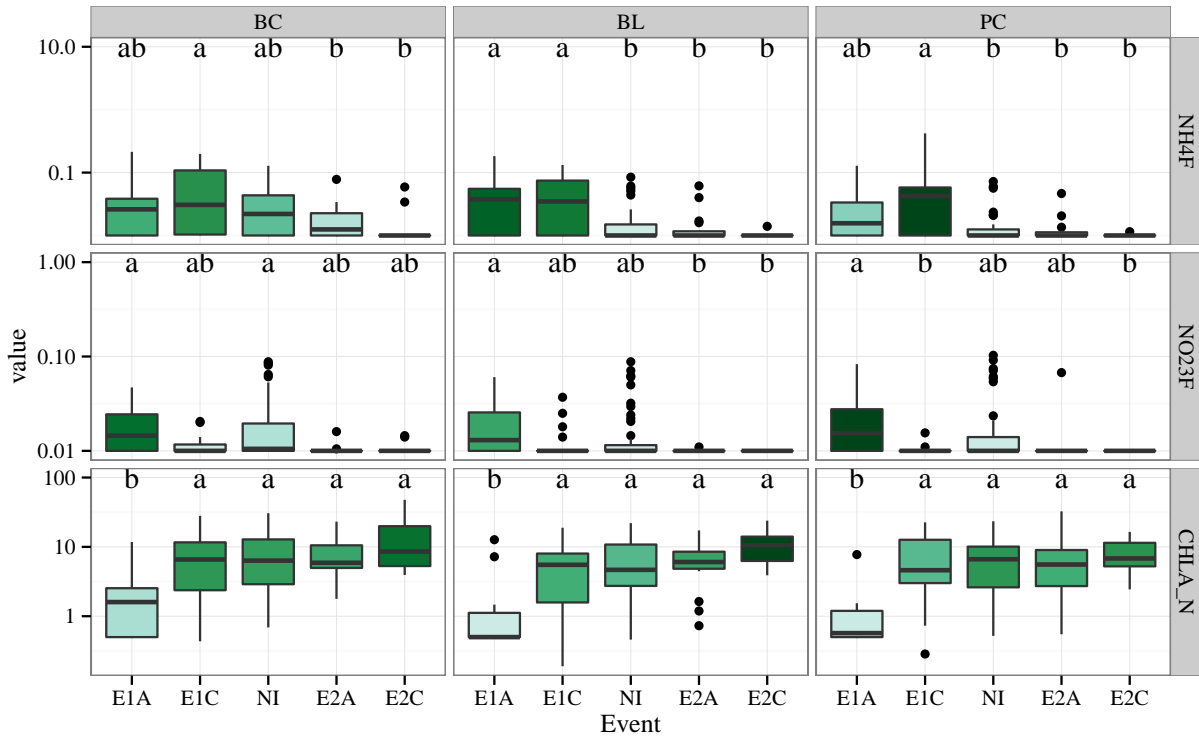 BC BL PC
10.0 ab a ab b b a a b b b ab a b b b
NH4F
0.1
1.00 a ab a ab ab a ab ab b b a b ab ab b
NO23F
value
0.10
0.01
100 b a a a a b a a a a b a a a a
CHLA_N
10
1
E1A E1C NI E2A E2C E1A E1C NI E2A E2C E1A E1C NI E2A E2C
Event